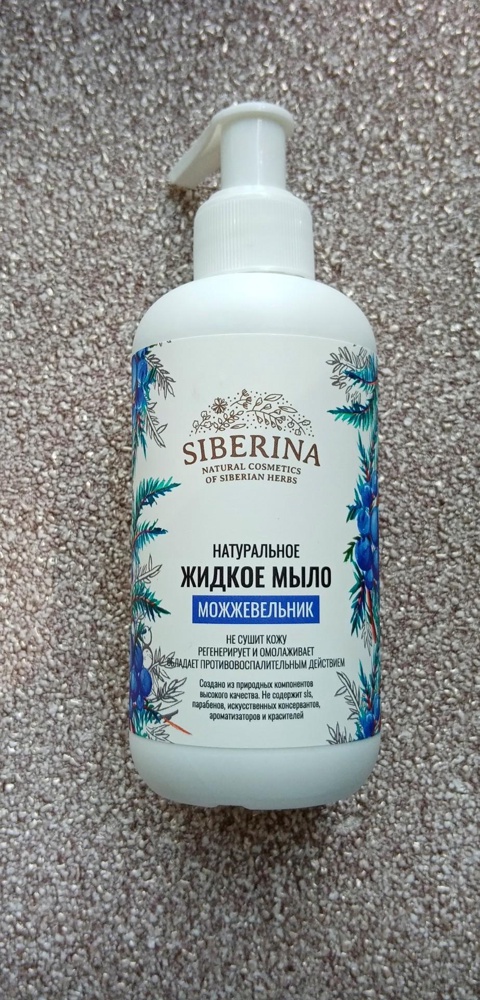 SIBERINA
NATURAL COSMETICS
OF SIBERIAN HERBS
НАТУРАЛЬНОЕ
ЖИДКОЕ МЫЛО
МОЖЖЕВЕЛЬНИК
НЕ СУШИТ КОЖУ
РЕГЕНЕРИРУЕТ И ОМОЛАЖИВАЕТ
ОБЛАДАЕТ ПРОТИВОВОСПАЛИТЕЛЬНЫМ ДЕЙСТВИЕМ
Создано из природных компонентов
высокого качества. Не содержит sls,
парабенов, искусственных консервантов,
ароматизаторов и красителей